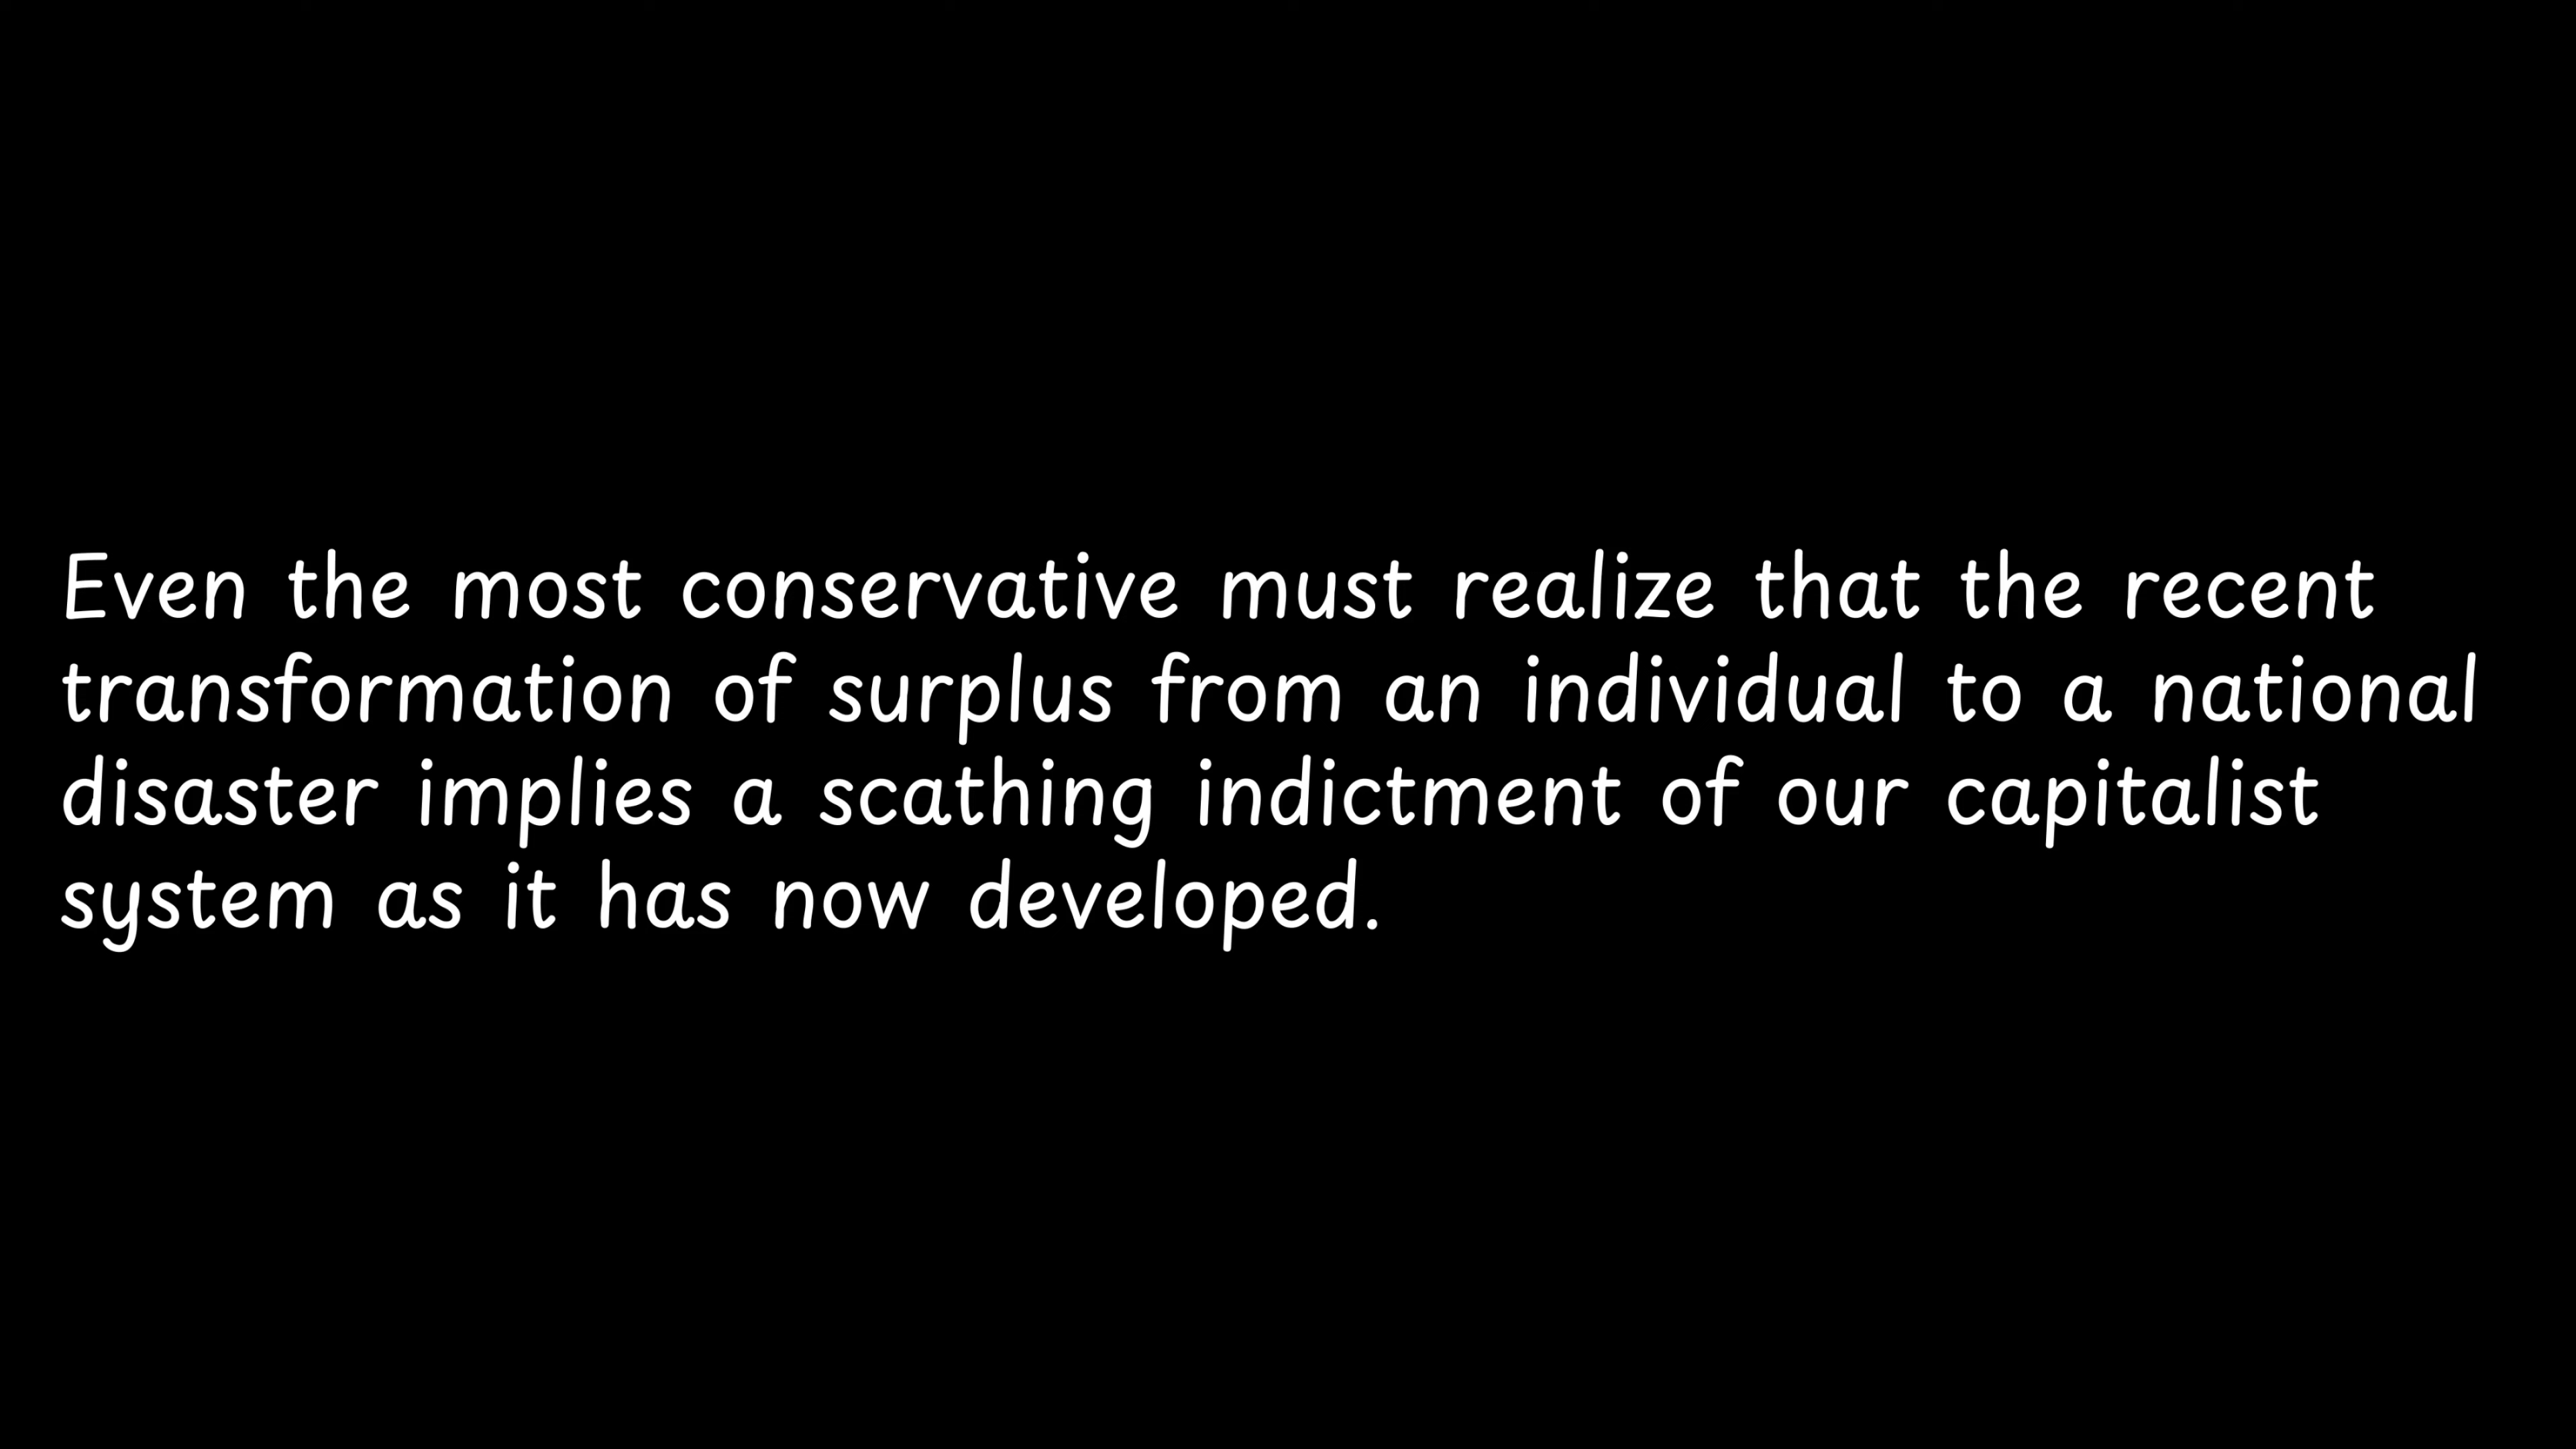 Even the most conservative must realize that the recent
transformation of surplus from an individual to a national
disaster implies a scathing indictment of our capitalist
system as it has now developed.